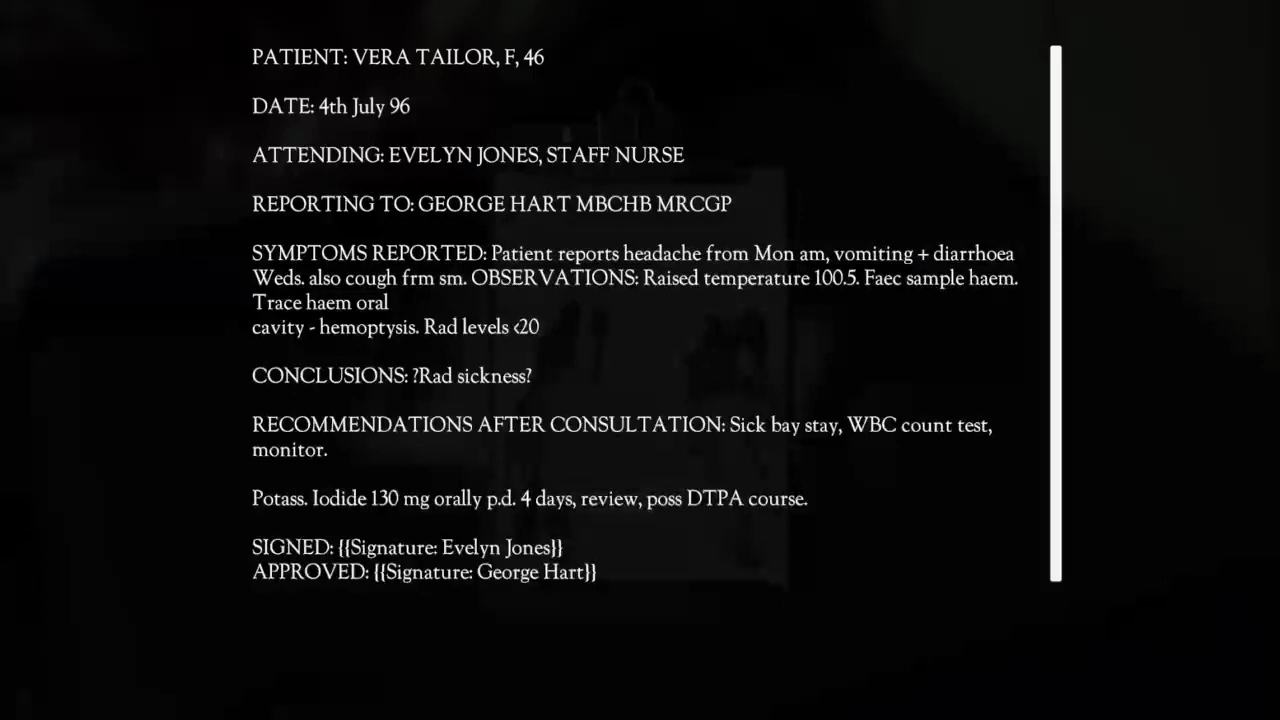 PATIENT: VERA TAILOR, F, 46
DATE: 4th July 96
ATTENDING: EVELYN JONES, STAFF NURSE
REPORTING TO: GEORGE HART MBCHB MRCGP
SYMPTOMS REPORTED: Patient reports headache from Mon am, vomiting + diarrhoea
Weds. also cough frm sm. OBSERVATIONS: Raised temperature 100.5. Faec sample haem.
Trace haem oral
cavity - hemoptysis. Rad levels <20
CONCLUSIONS: ?Rad sickness?
RECOMMENDATIONS AFTER CONSULTATION: Sick bay stay, WBC count test,
monitor.
Potass. Iodide 130 mg orally p.d. 4 days, review, poss DTPA course.
SIGNED: {{Signature: Evelyn Jones}}
APPROVED: {{Signature: George Hart}}